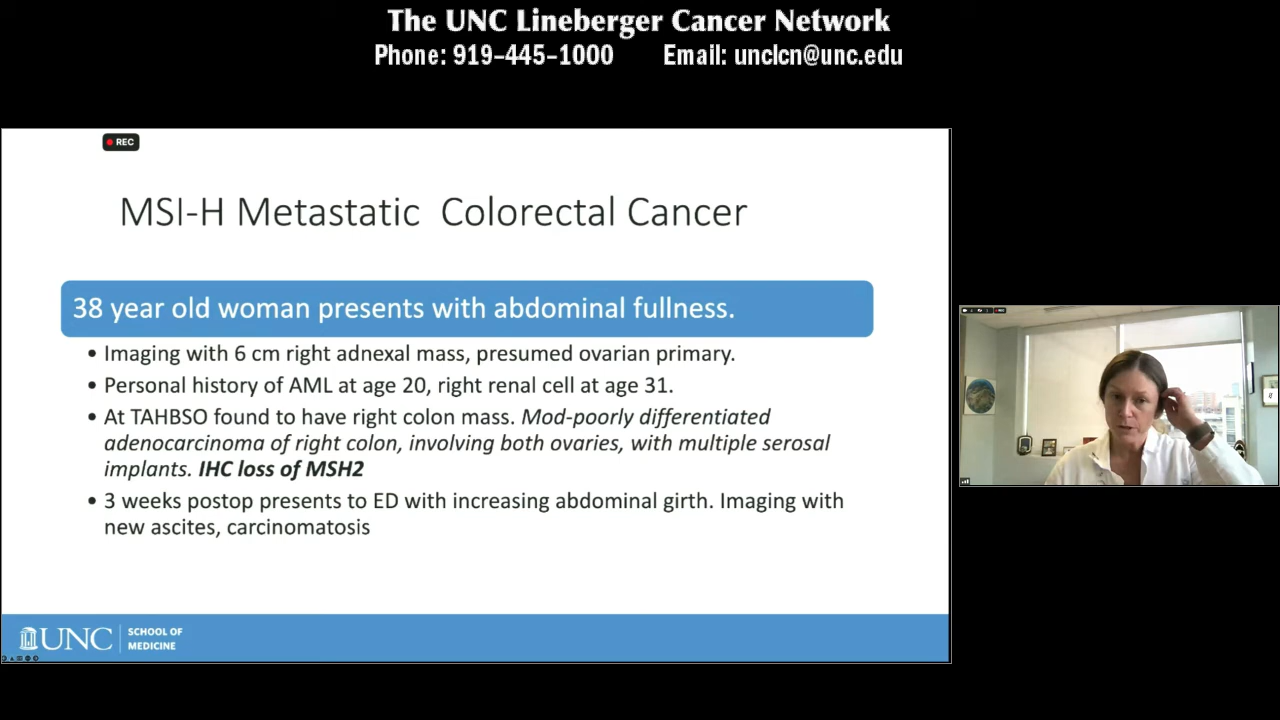 The UNC Lineberger Cancer Network
Phone: 919-445-1000 Email: unclcn@unc.edu
REC
MSI-H Metastatic Colorectal Cancer
38 year old woman presents with abdominal fullness.
• Imaging with 6 cm right adnexal mass, presumed ovarian primary.
• Personal history of AML at age 20, right renal cell at age 31.
• At TAHBSO found to have right colon mass. Mod-poorly differentiated
adenocarcinoma of right colon, involving both ovaries, with multiple serosal
implants. IHC loss of MSH2
• 3 weeks postop presents to ED with increasing abdominal girth. Imaging with
new ascites, carcinomatosis
UNC
SCHOOL OF
MEDICINE